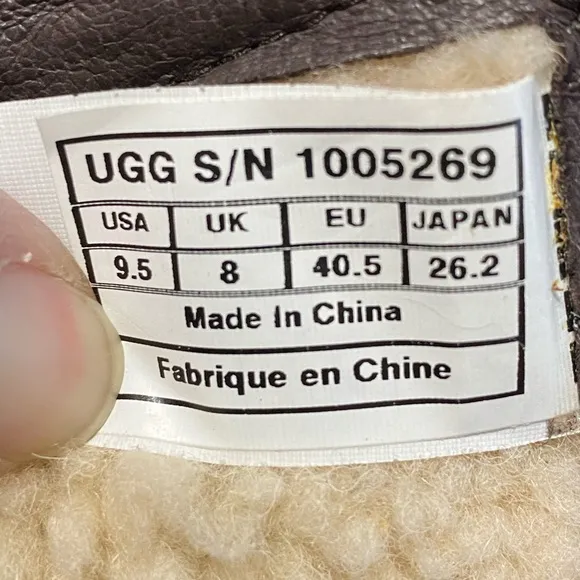 UGG S/N 1005269
USA UK EU JAPAN
9.5 8 40.5 26.2
Made In China
Fabrique en Chine